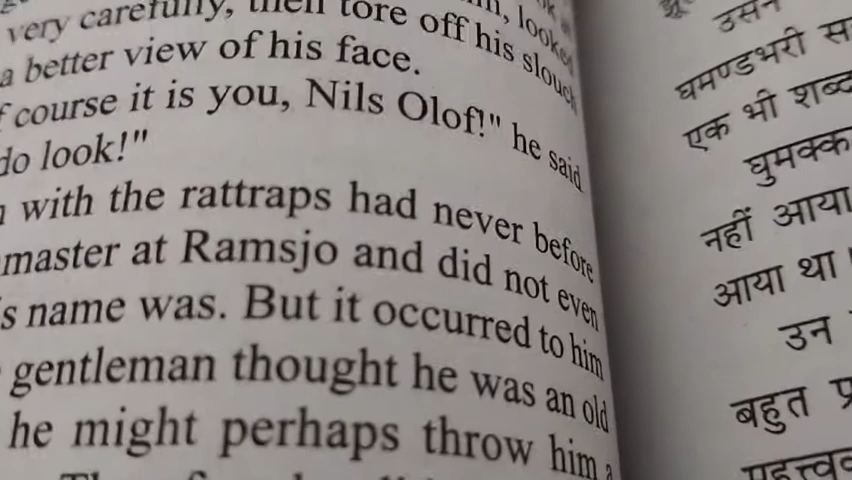 very carefully, then tore off his slouch
a better view of his face.
course it is you, Nils Olof!" he said
do look!"
with the rattraps had never before
master at Ramsjo and did not even
s name was. But it occurred to him
gentleman thought he was an old
he might perhaps throw him a
उसने
घमण्डभरी
एक भी शब्द
घुमक्क
नहीं आया
आया था।
उन
बहुत